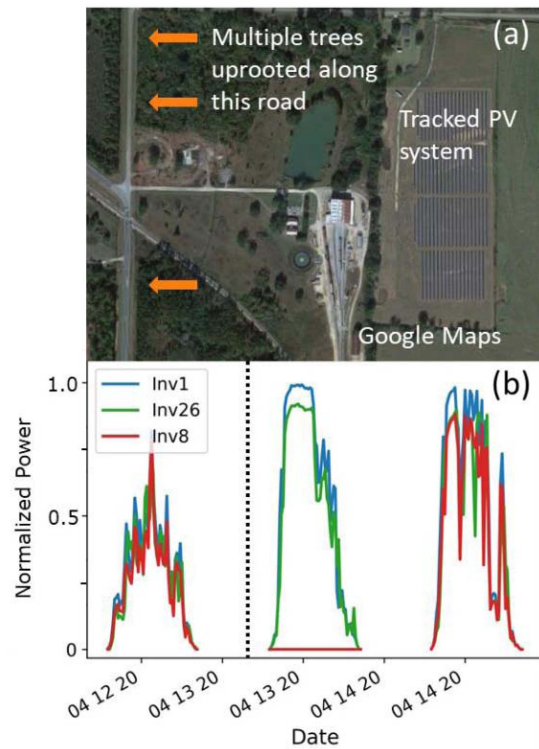 (a)
Multiple trees
uprooted along
this road
Tracked PV
system
Google Maps
(b)
Inv1
Inv26
Inv8
1.0
0.5
0
Normalized Power
04 12 20
04 13 20
04 13 20
04 14 20
04 14 20
Date